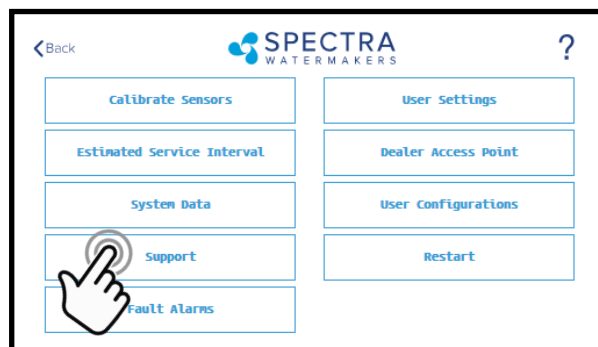 Back
SPECTRA
WATERMAKERS
?
Calibrate Sensors
User Settings
Estimated Service Interval
Dealer Access Point
System Data
User Configurations
Support
Restart
Fault Alarms